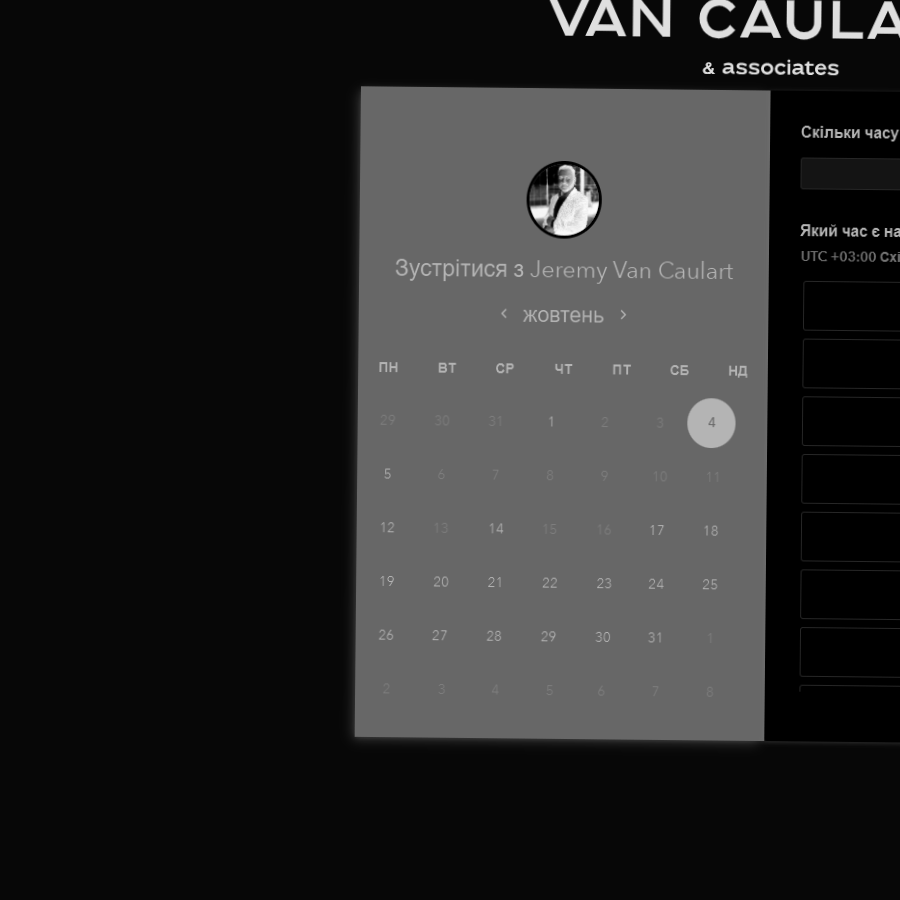 VAN CAULA
& associates
Зустрітися з Jeremy Van Caulart
‹ жовтень ›
ПН ВТ СР ЧТ ПТ СБ НД
29 30 31 1 2 3 4
5 6 7 8 9 10 11
12 13 14 15 16 17 18
19 20 21 22 23 24 25
26 27 28 29 30 31 1
2 3 4 5 6 7 8
Скільки часу
Який час є на
UTC +03:00 Схі